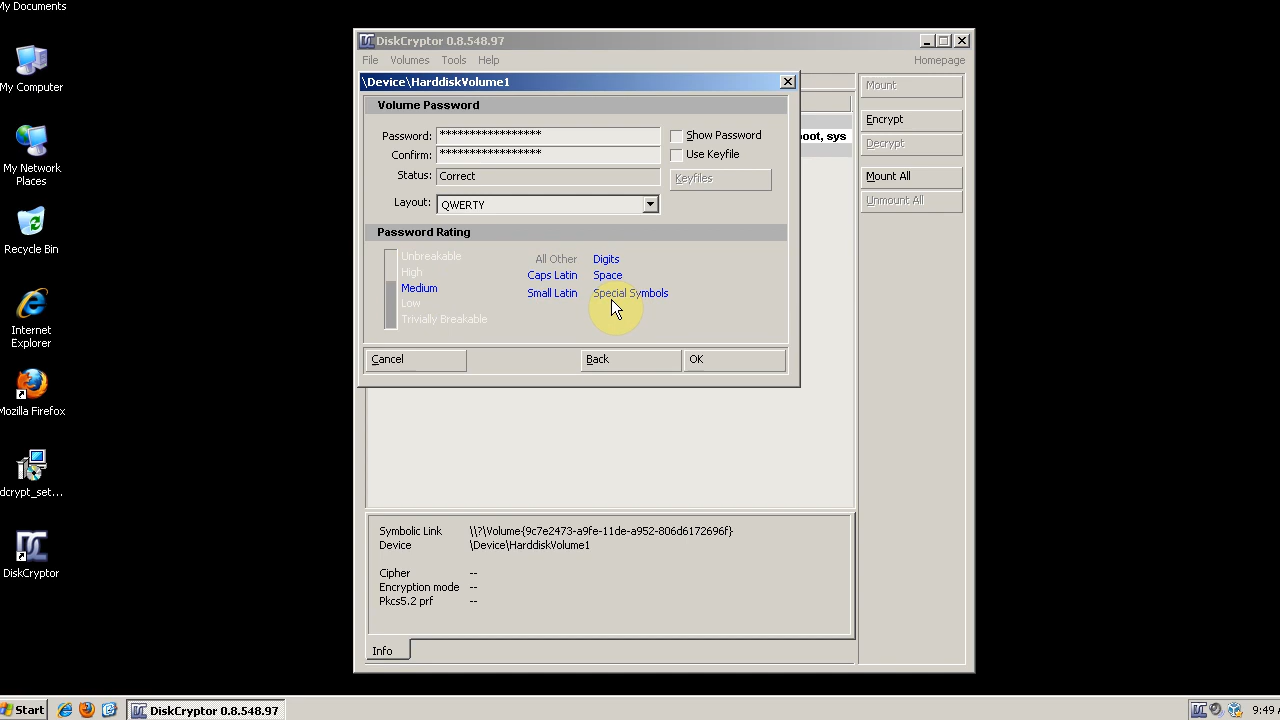 My Documents
My Computer
My Network
Places
Recycle Bin
Internet
Explorer
Mozilla Firefox
dcrypt_set...
DiskCryptor
DiskCryptor 0.8.548.97
File Volumes Tools Help Homepage
\Device\HarddiskVolume1
Volume Password
Password: *****************
Confirm: *****************
Status: Correct
Layout: QWERTY
Show Password
Use Keyfile
Keyfiles
Password Rating
Unbreakable
High
Medium
Low
Trivially Breakable
All Other Digits
Caps Latin Space
Small Latin Special Symbols
Cancel Back OK
boot, sys
Mount
Encrypt
Decrypt
Mount All
Unmount All
Symbolic Link \\?\Volume{9c7e2473-a9fe-11de-a952-806d6172696f}
Device \Device\HarddiskVolume1
Cipher --
Encryption mode --
Pkcs5.2 prf --
Info
Start DiskCryptor 0.8.548.97 9:49